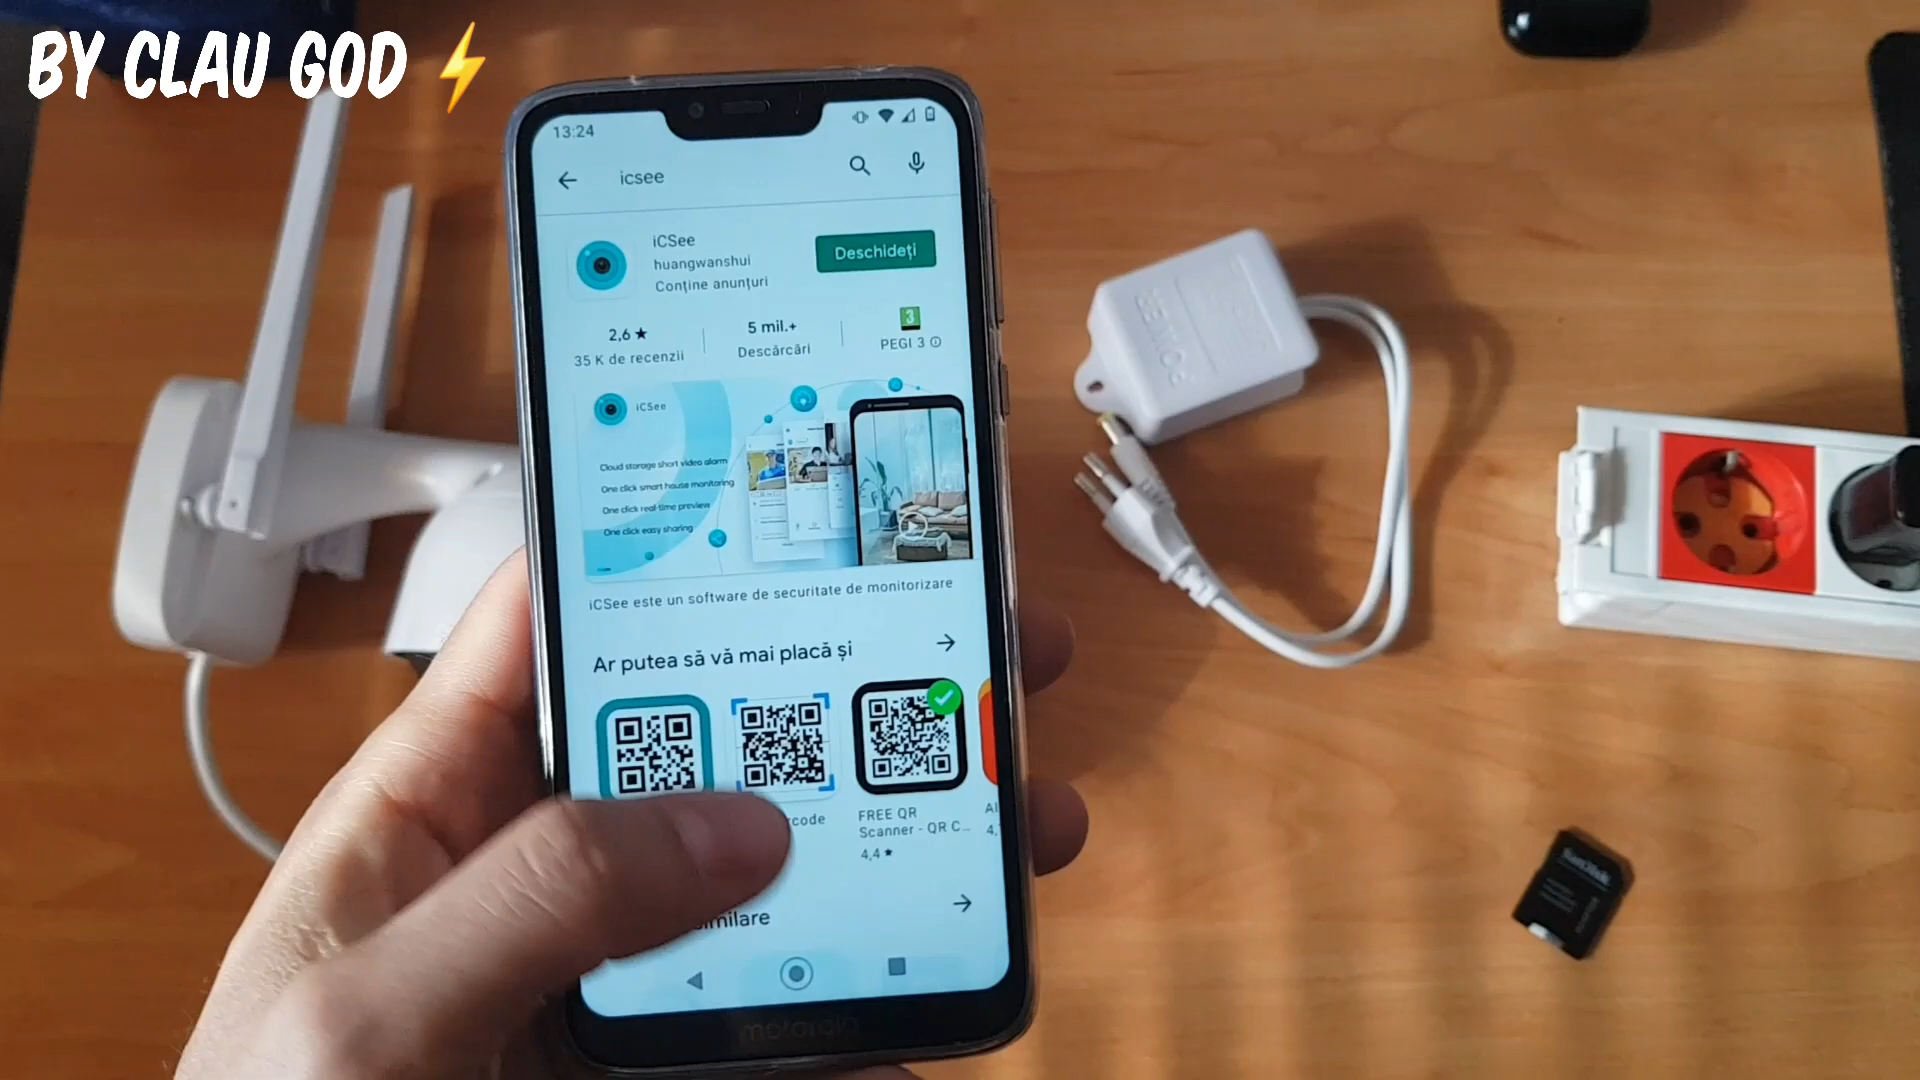 BY CLAU GOD ⚡
13:24
icsee
iCSee
huangwanshui
Conține anunțuri
Deschideți
2,6 ★
35 K de recenzii
5 mil.+
Descărcări
3
PEGI 3
iCSee
Cloud storage short video alarm
One click smart house monitoring
One click real-time preview
One click easy sharing
iCSee este un software de securitate de monitorizare
Ar putea să vă mai placă și
FREE QR
Scanner - QR C...
4,4 ★
motorola
POWER
SanDisk